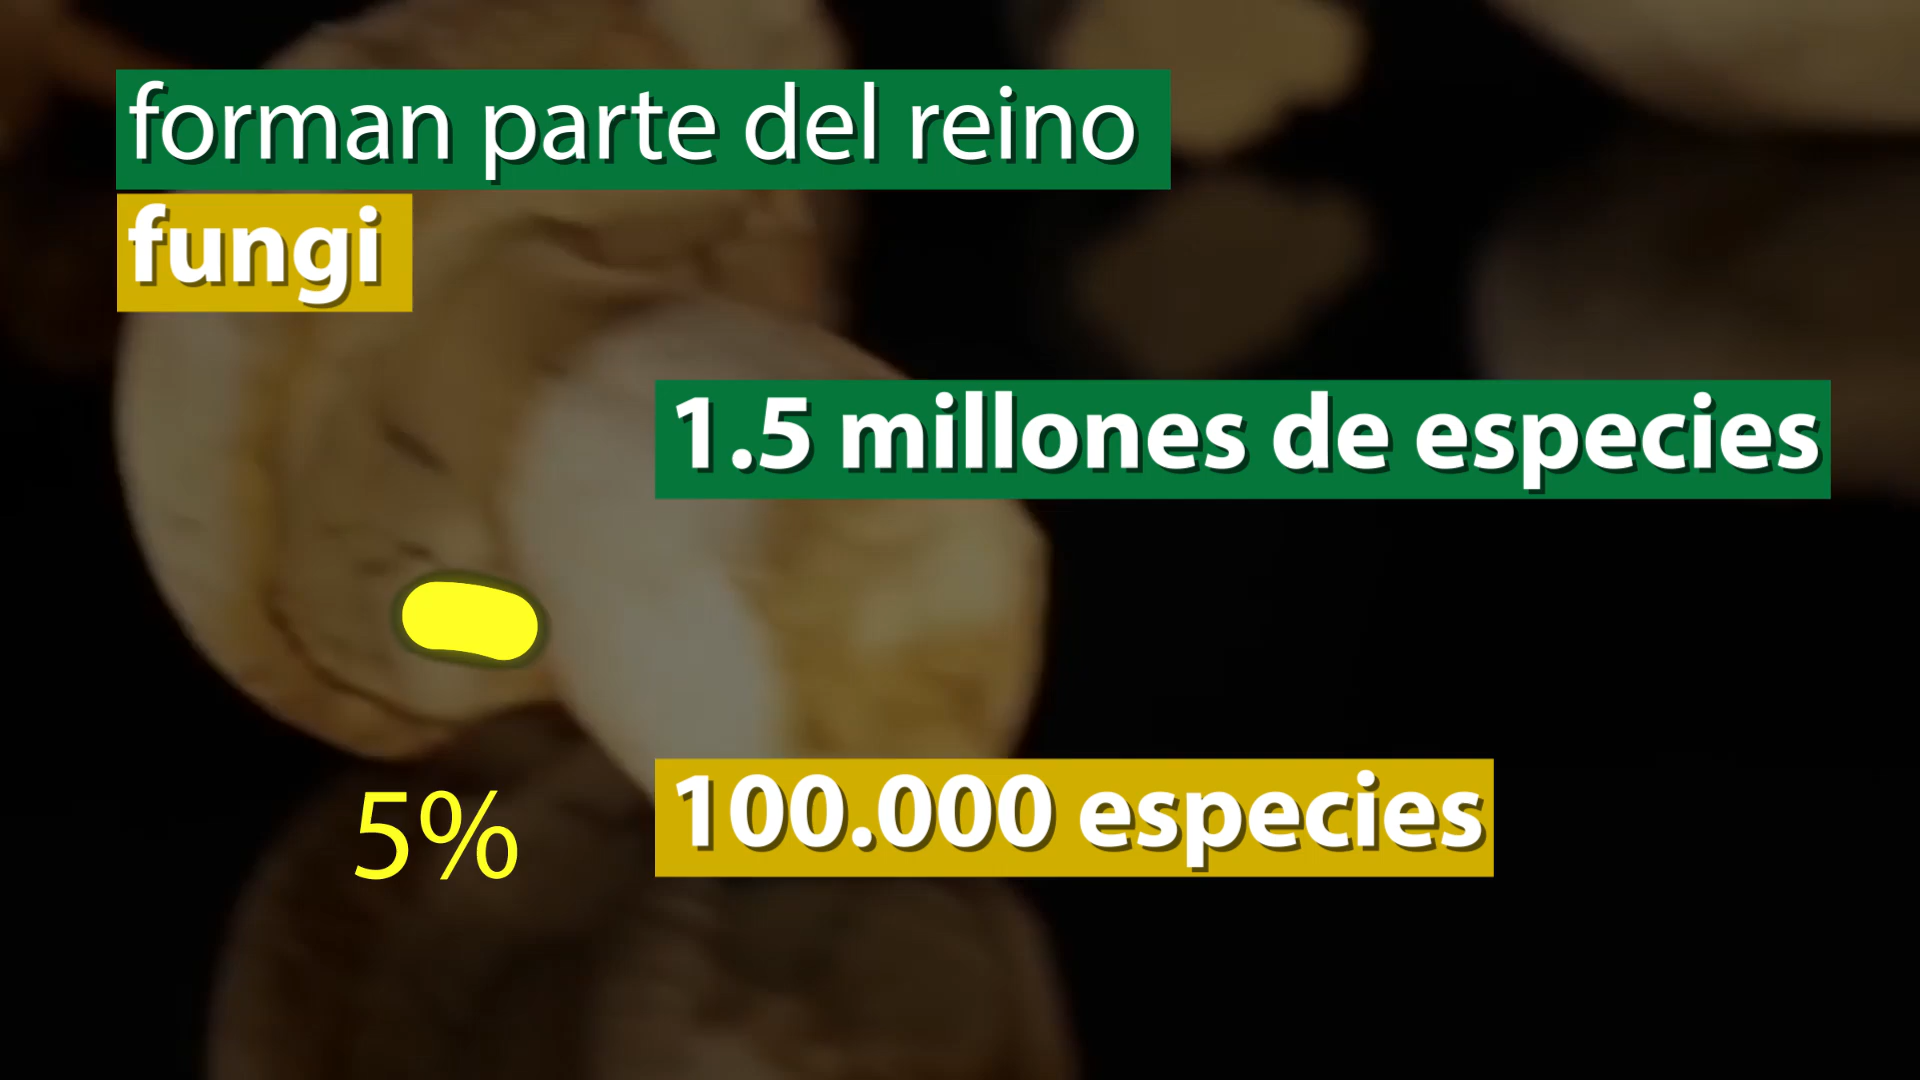 forman parte del reino
fungi
1.5 millones de especies
5%
100.000 especies